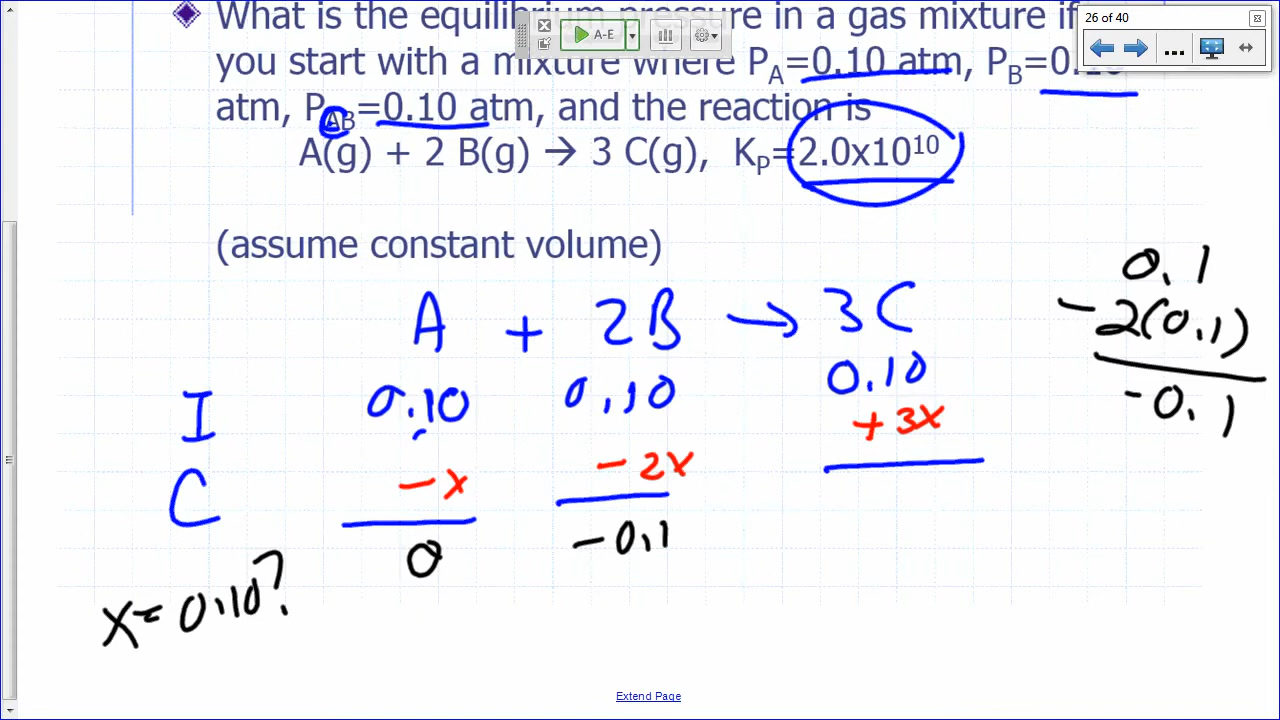 What is the equilibrium pressure in a gas mixture if
A-E
26 of 40
you start with a mixture where PA=0.10 atm, PB=0.10
atm, PAB=0.10 atm, and the reaction is
A(g) + 2 B(g) → 3 C(g), KP=2.0x10¹⁰
(assume constant volume)
A + 2B → 3C
I 0.10 0.10 0.10
C -x -2x +3x
0 -0.1
x = 0.10?
0.1
-2(0.1)
-0.1
Extend Page